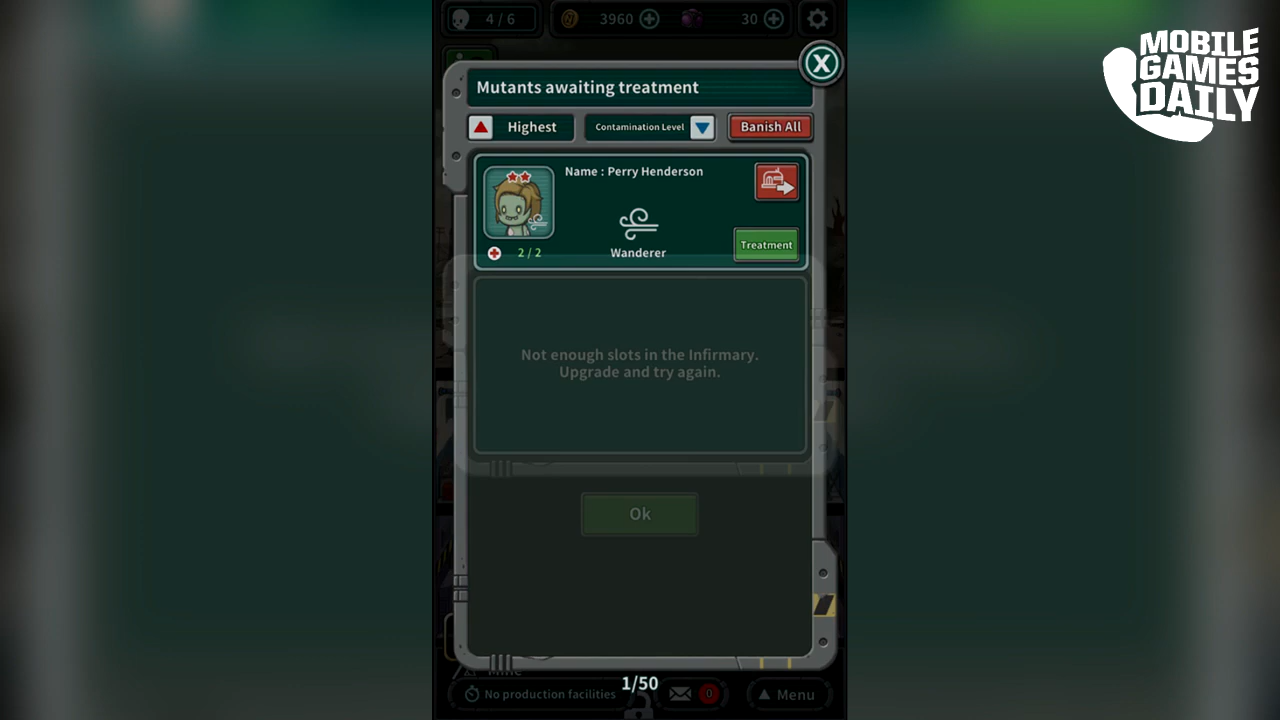 4 / 6
3960
30
MOBILE
GAMES
DAILY
X
Mutants awaiting treatment
Highest
Contamination Level
Banish All
Name : Perry Henderson
2 / 2
Wanderer
Treatment
Not enough slots in the Infirmary.
Upgrade and try again.
Ok
Mine
1/50
No production facilities
0
Menu